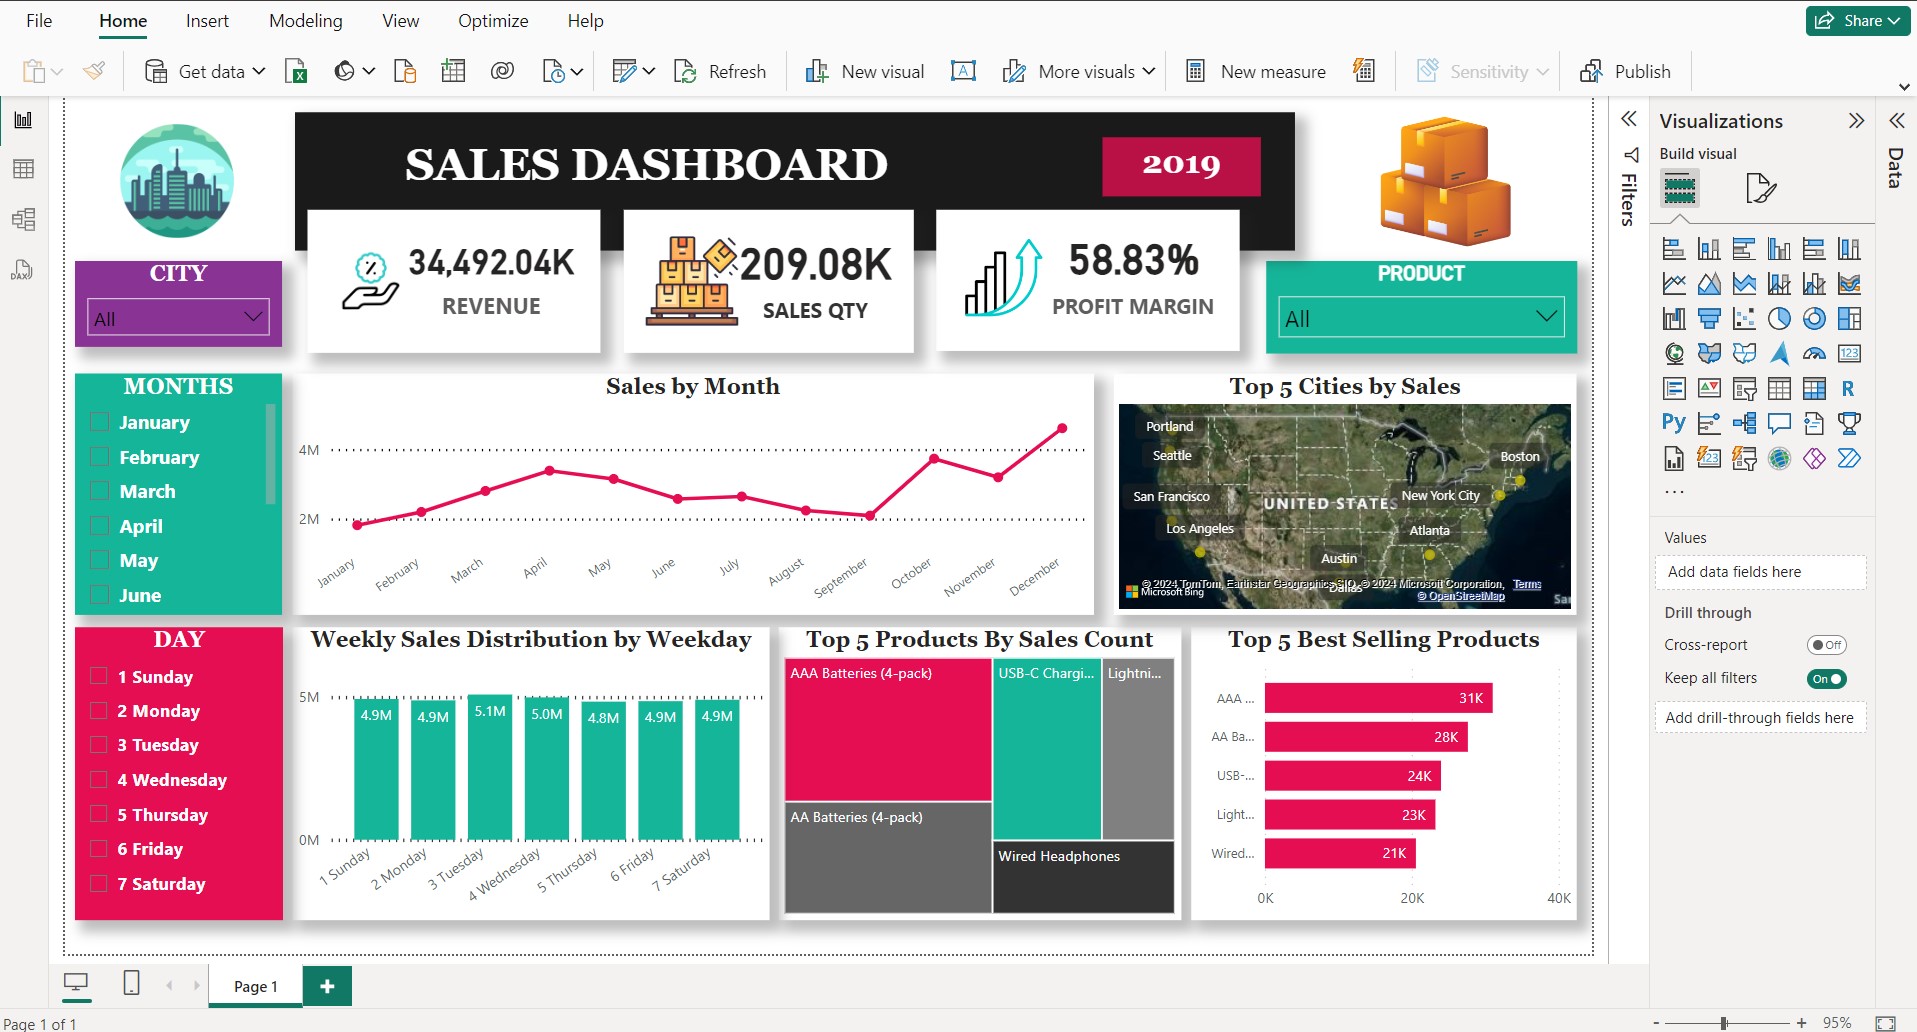 File Home Insert Modeling View Optimize Help Share
Get data Refresh New visual A More visuals New measure 123 Sensitivity Publish
SALES DASHBOARD 2019
CITY
All
34,492.04K
REVENUE
209.08K
SALES QTY
58.83%
PROFIT MARGIN
PRODUCT
All
MONTHS
January
February
March
April
May
June
Sales by Month
4M
2M
January February March April May June July August September October November December
Top 5 Cities by Sales
Portland
Seattle
Boston
San Francisco
New York City
UNITED STATES
Los Angeles
Atlanta
Austin
Dallas
© 2024 TomTom, Earthstar Geographics SIO, © 2024 Microsoft Corporation, Terms
Microsoft Bing
© OpenStreetMap
DAY
1 Sunday
2 Monday
3 Tuesday
4 Wednesday
5 Thursday
6 Friday
7 Saturday
Weekly Sales Distribution by Weekday
5M
4.9M 4.9M 5.1M 5.0M 4.8M 4.9M 4.9M
0M
1 Sunday 2 Monday 3 Tuesday 4 Wednesday 5 Thursday 6 Friday 7 Saturday
Top 5 Products By Sales Count
AAA Batteries (4-pack)
USB-C Chargi...
Lightni...
AA Batteries (4-pack)
Wired Headphones
Top 5 Best Selling Products
AAA ... 31K
AA Ba... 28K
USB-... 24K
Light... 23K
Wired... 21K
0K 20K 40K
Filters
Visualizations
Build visual
123
R
Py
123
...
Values
Add data fields here
Drill through
Cross-report Off
Keep all filters On
Add drill-through fields here
Data
DAX
Page 1 +
Page 1 of 1
- + 95%